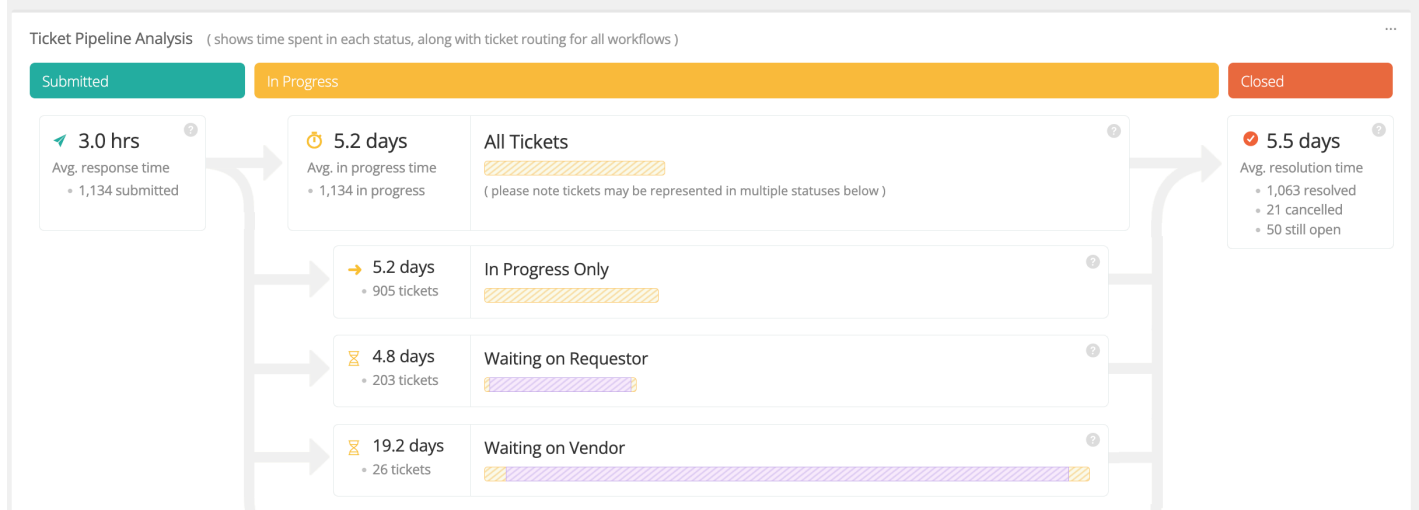 Ticket Pipeline Analysis ( shows time spent in each status, along with ticket routing for all workflows )
...
Submitted
In Progress
Closed
3.0 hrs
?
Avg. response time
1,134 submitted
5.2 days
Avg. in progress time
1,134 in progress
All Tickets
?
( please note tickets may be represented in multiple statuses below )
5.5 days
?
Avg. resolution time
1,063 resolved
21 cancelled
50 still open
5.2 days
905 tickets
In Progress Only
?
4.8 days
203 tickets
Waiting on Requestor
?
19.2 days
26 tickets
Waiting on Vendor
?